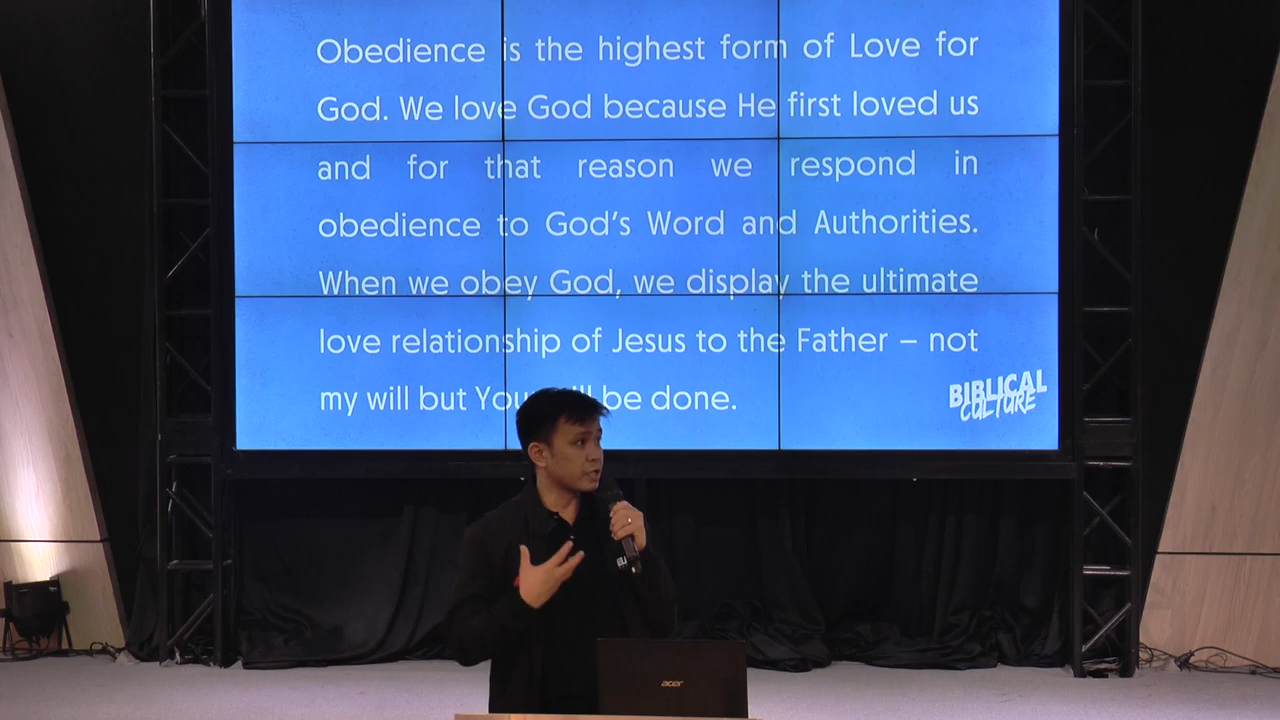 Obedience is the highest form of Love for
God. We love God because He first loved us
and for that reason we respond in
obedience to God's Word and Authorities.
When we obey God, we display the ultimate
love relationship of Jesus to the Father – not
my will but You be done.
BIBLICAL
CULTURE
acer